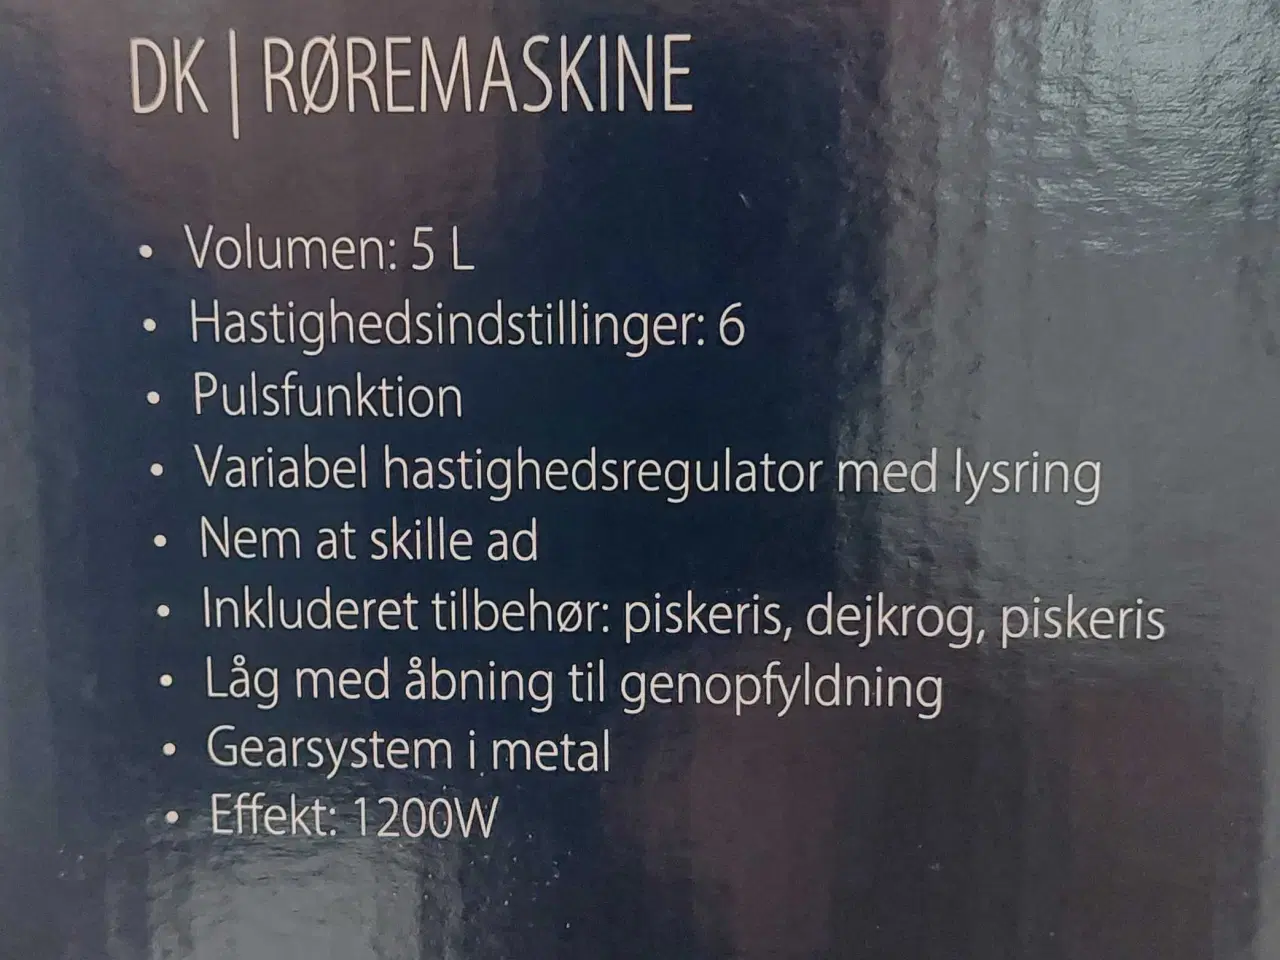 DK | RØREMASKINE
• Volumen: 5 L
• Hastighedsindstillinger: 6
• Pulsfunktion
• Variabel hastighedsregulator med lysring
• Nem at skille ad
• Inkluderet tilbehør: piskeris, dejkrog, piskeris
• Låg med åbning til genopfyldning
• Gearsystem i metal
• Effekt: 1200W